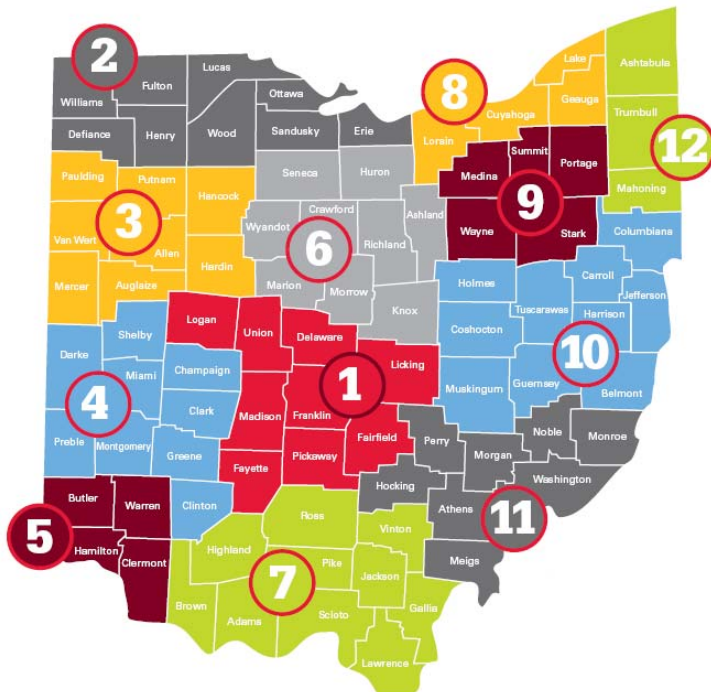 2
Williams
Fulton
Lucas
Ottawa
Defiance
Henry
Wood
Sandusky
Erie
8
Lake
Geauga
Cuyahoga
Lorain
Ashtabula
Trumbull
12
Mahoning
Paulding
Putnam
Hancock
3
Van Wert
Allen
Mercer
Auglaize
Hardin
Seneca
Huron
Crawford
Wyandot
6
Richland
Ashland
Marion
Morrow
Knox
Medina
Summit
Portage
9
Wayne
Stark
Columbiana
Carroll
Jefferson
Holmes
Tuscarawas
Harrison
Coshocton
10
Muskingum
Guernsey
Belmont
Logan
Union
Delaware
Licking
1
Madison
Franklin
Fairfield
Fayette
Pickaway
Shelby
Darke
Miami
Champaign
4
Clark
Preble
Montgomery
Greene
Clinton
Butler
Warren
5
Hamilton
Clermont
Perry
Morgan
Noble
Monroe
Washington
Hocking
Athens
11
Meigs
Ross
Vinton
Highland
7
Pike
Jackson
Brown
Adams
Scioto
Gallia
Lawrence